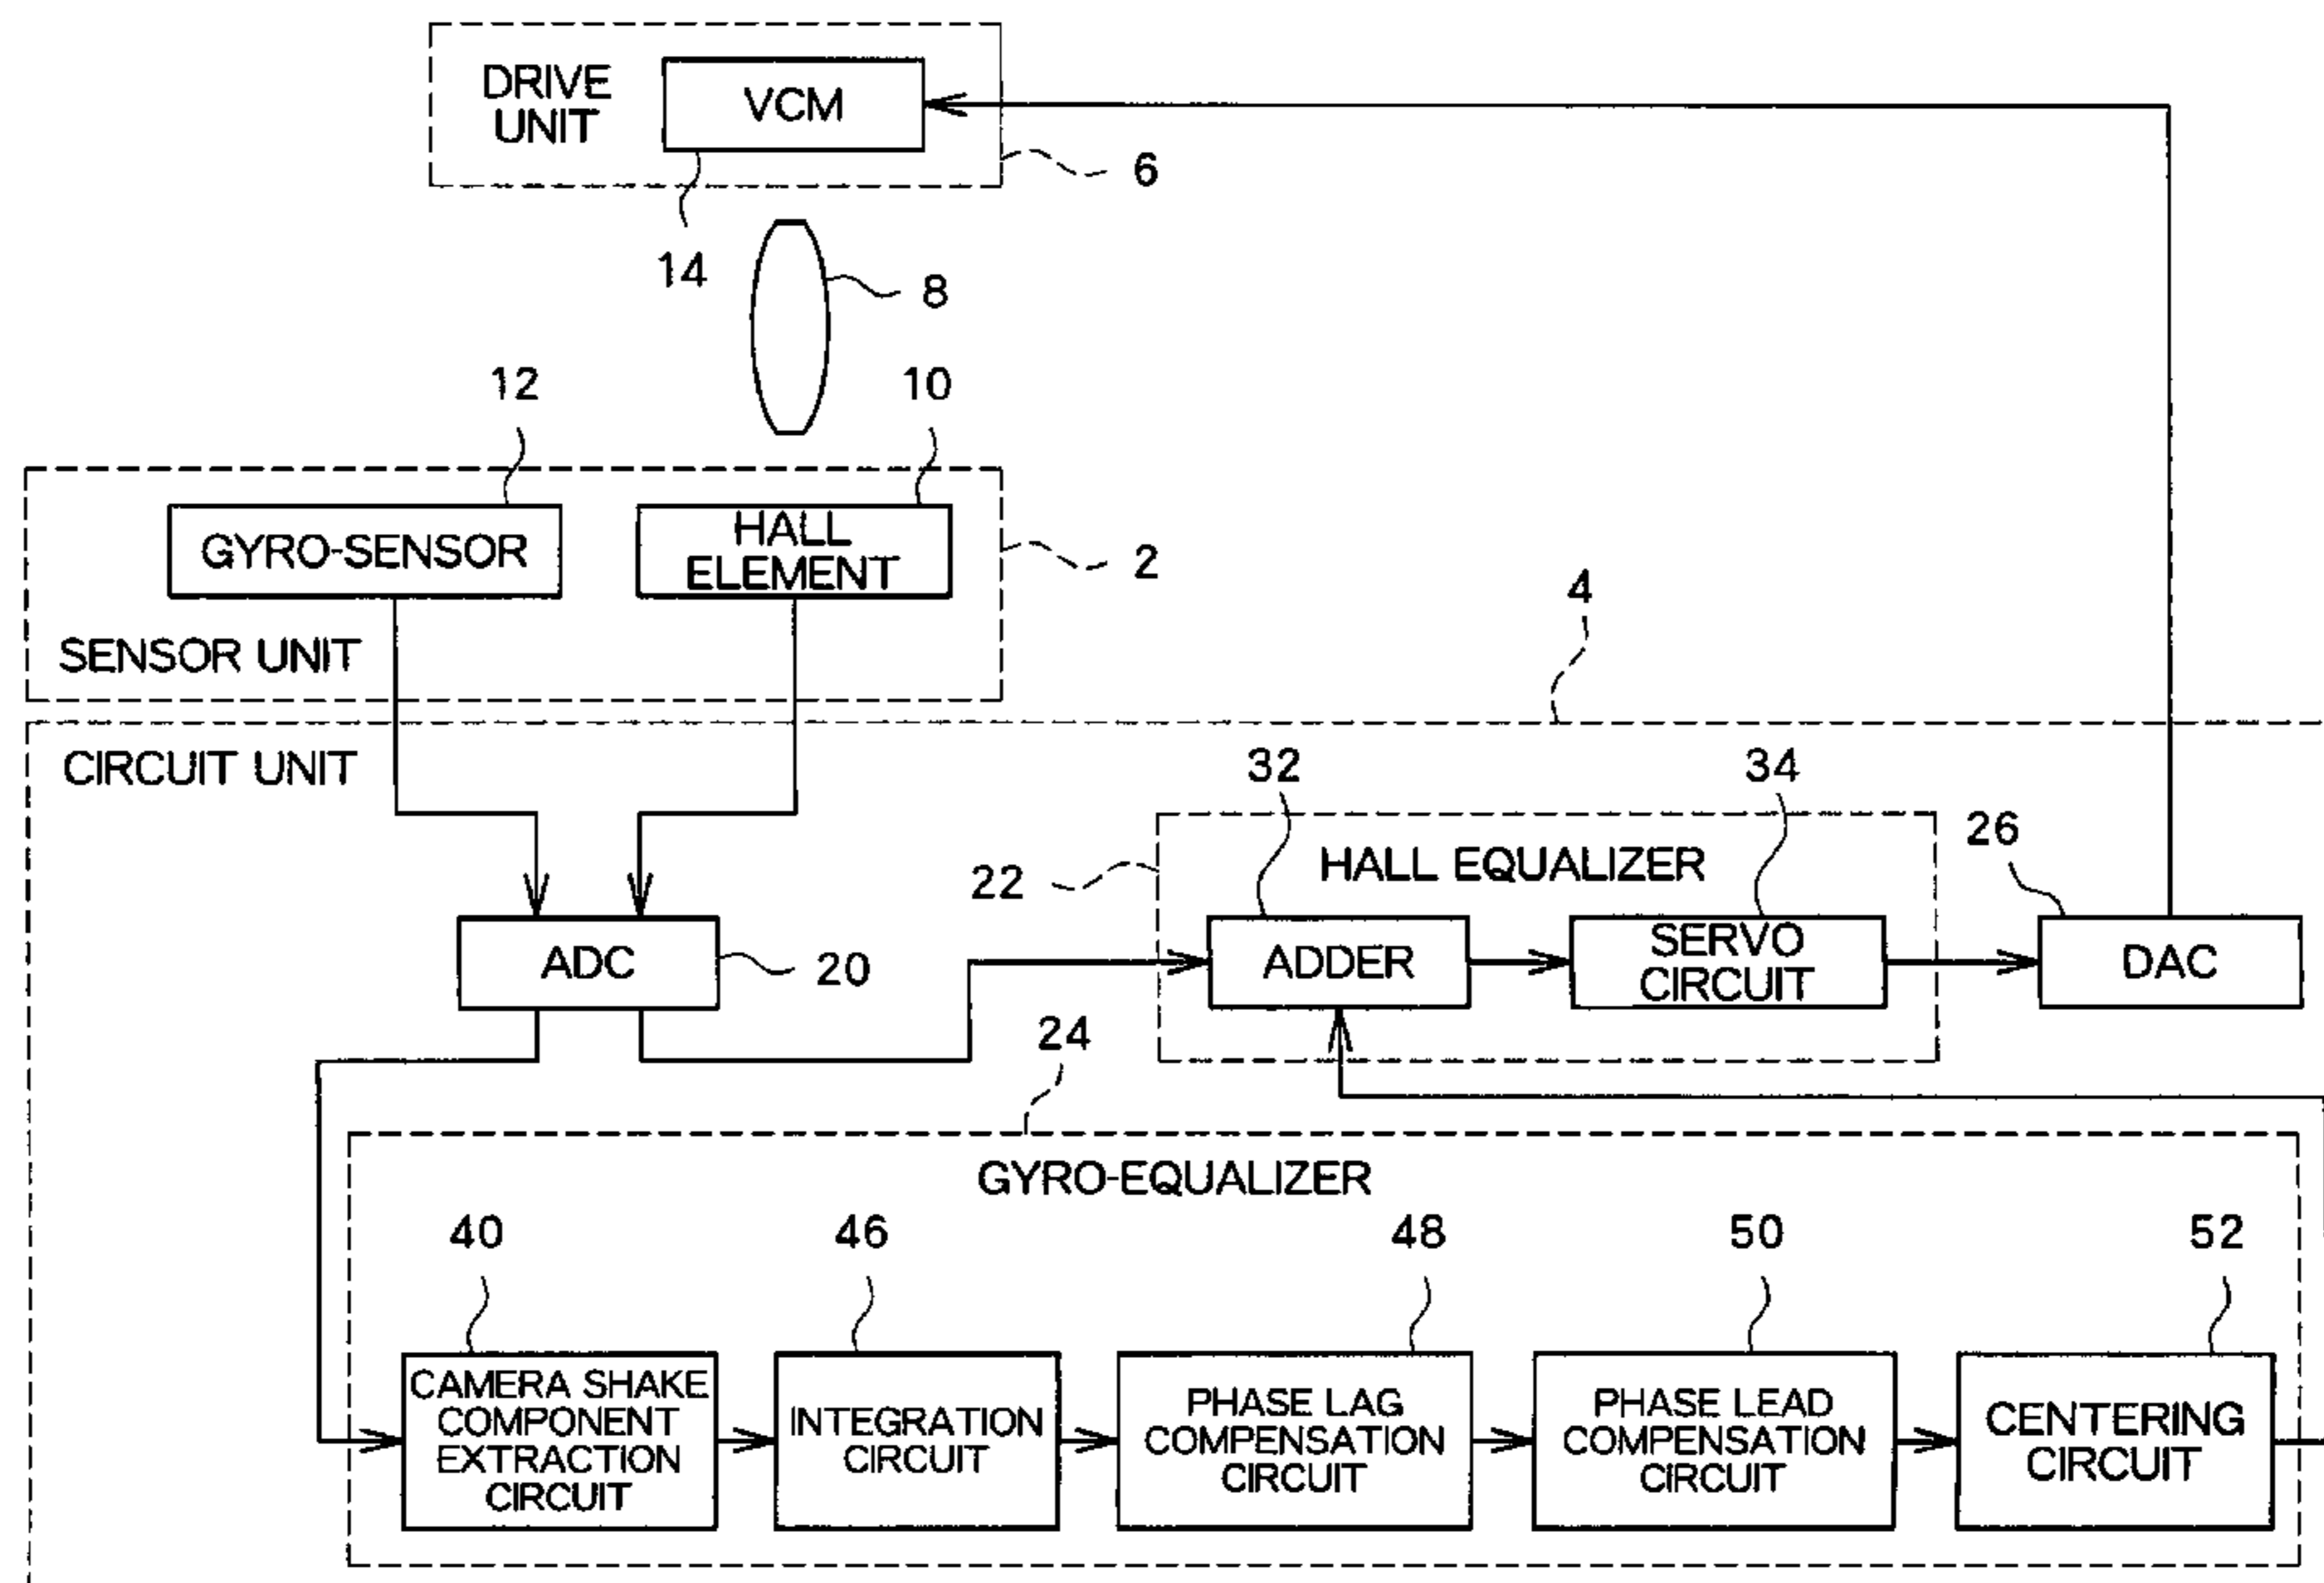 DRIVE
UNIT
VCM
6
14
8
12
10
GYRO-SENSOR
HALL
ELEMENT
2
SENSOR UNIT
4
CIRCUIT UNIT
32
34
26
22
HALL EQUALIZER
ADC
20
ADDER
SERVO
CIRCUIT
DAC
24
GYRO-EQUALIZER
40
46
48
50
52
CAMERA SHAKE
COMPONENT
EXTRACTION
CIRCUIT
INTEGRATION
CIRCUIT
PHASE LAG
COMPENSATION
CIRCUIT
PHASE LEAD
COMPENSATION
CIRCUIT
CENTERING
CIRCUIT